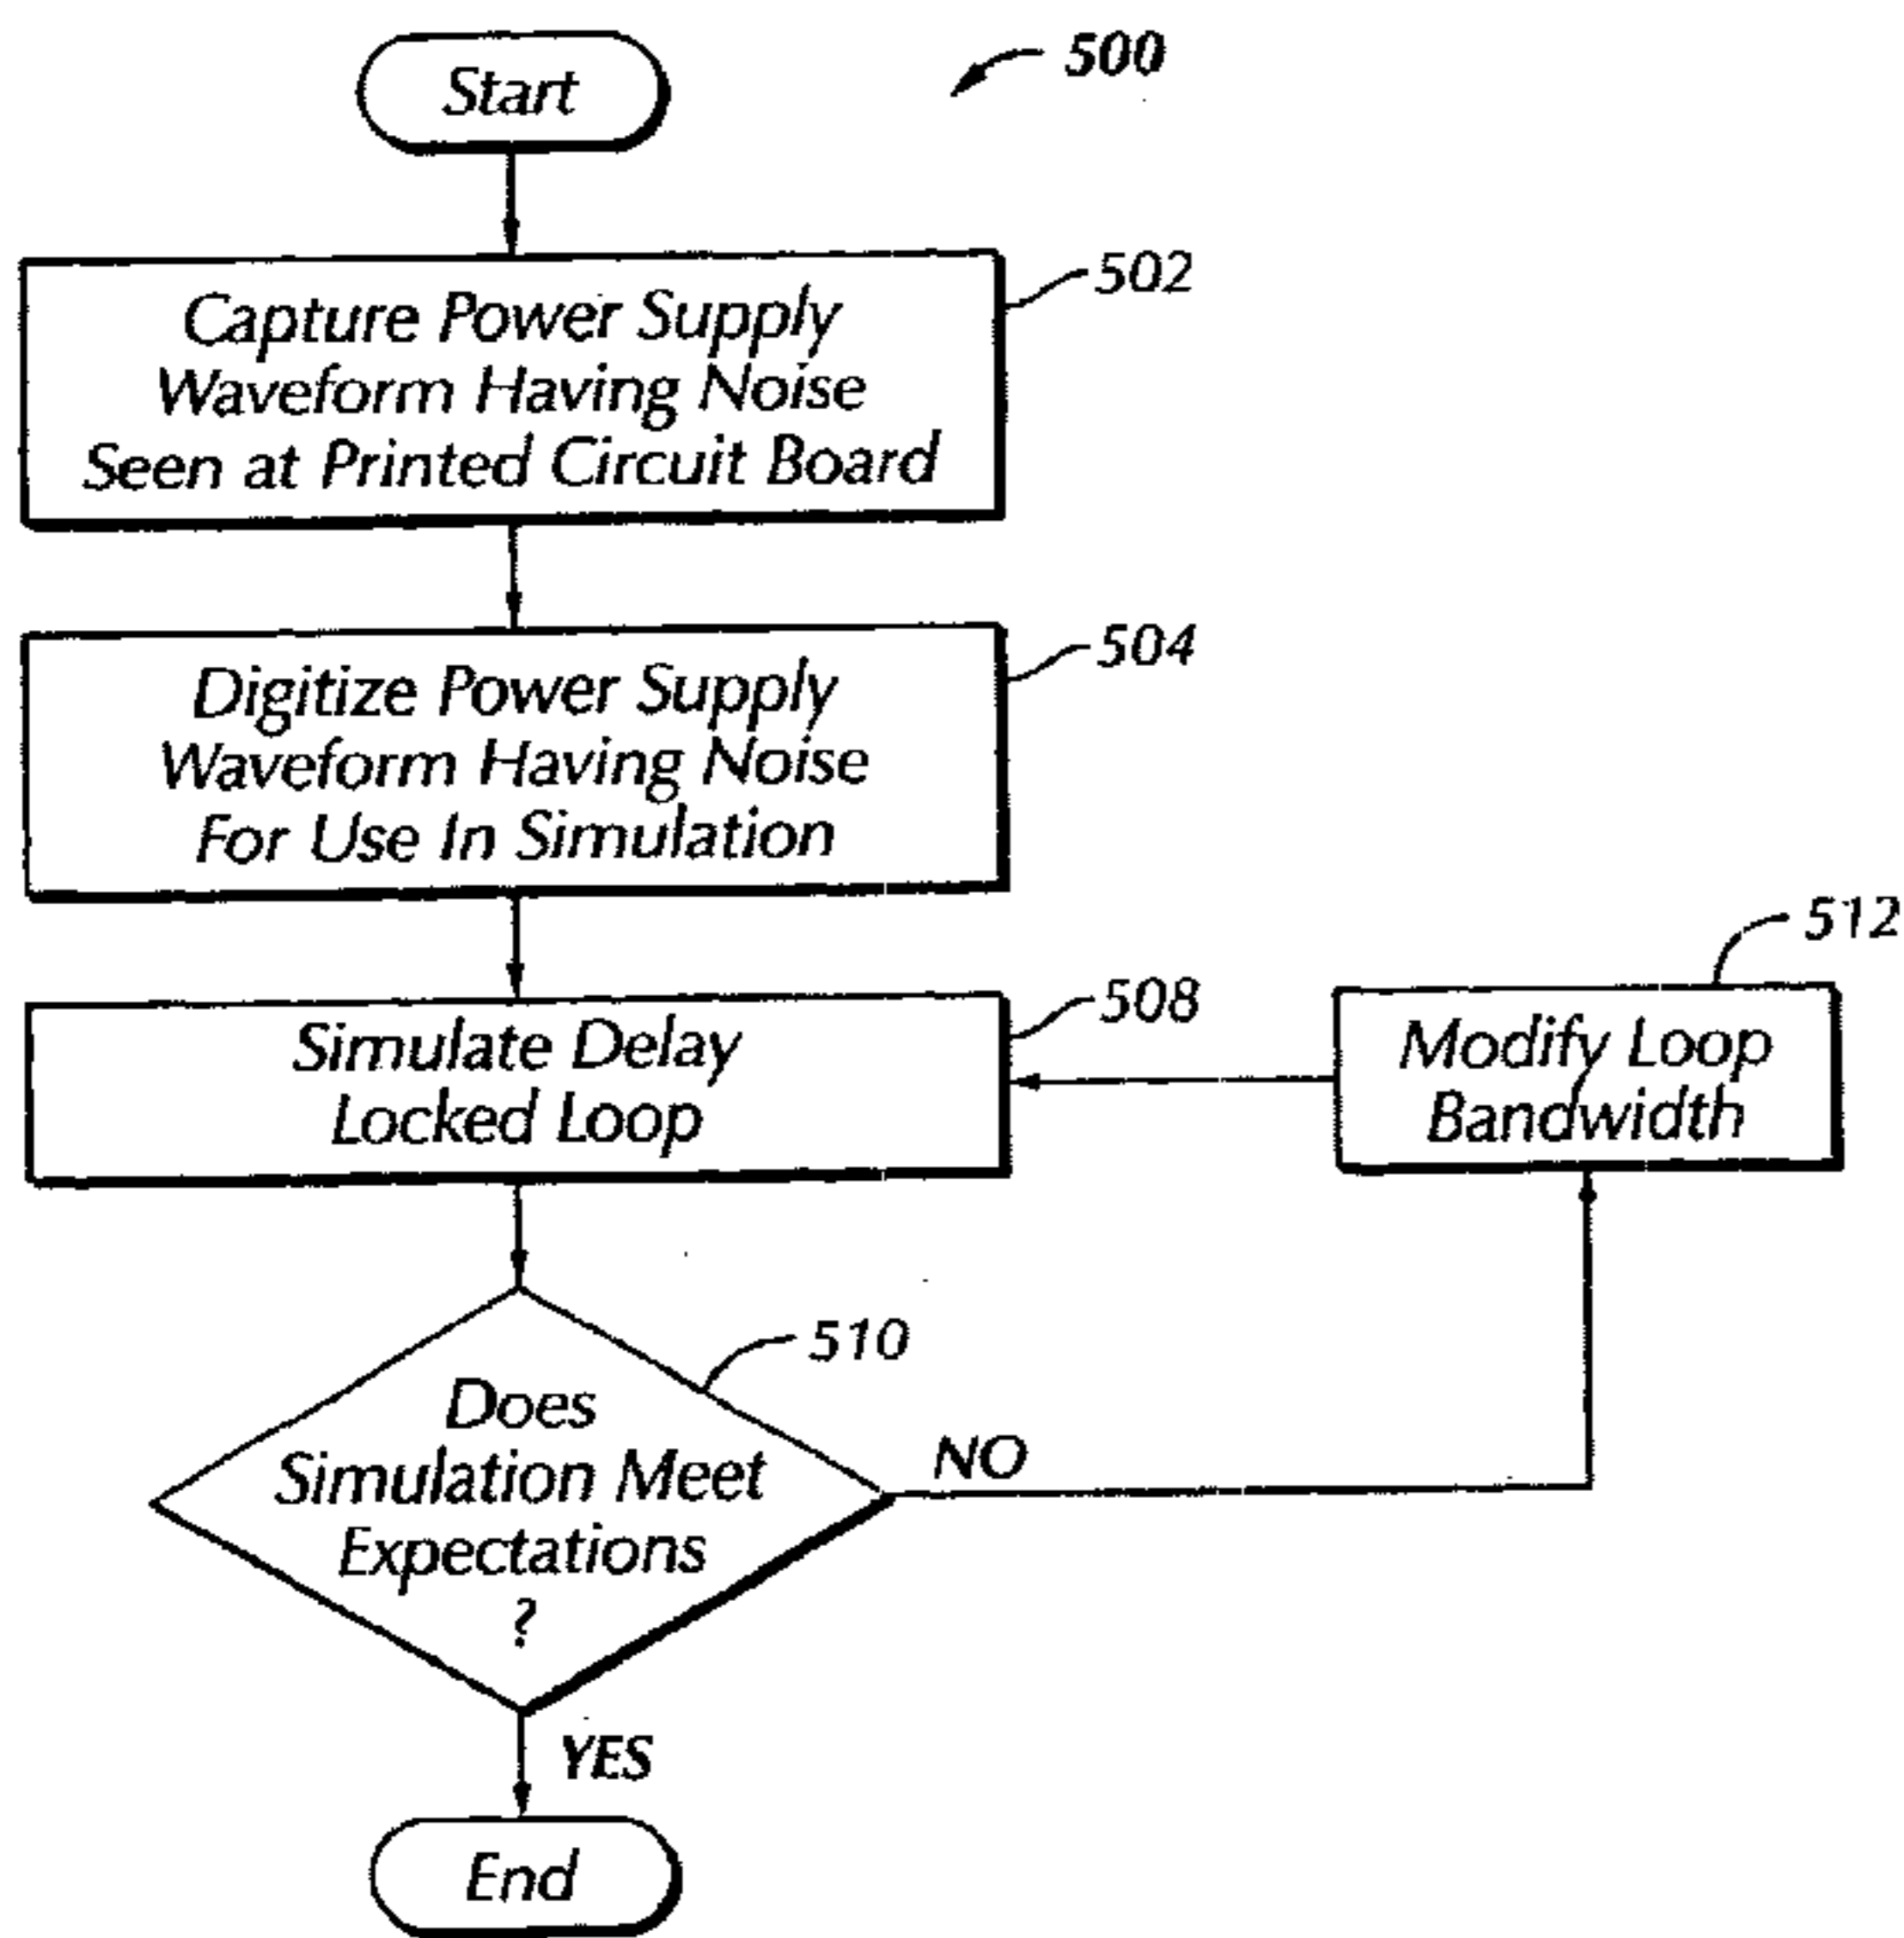 Start
500
Capture Power Supply
Waveform Having Noise
Seen at Printed Circuit Board
502
Digitize Power Supply
Waveform Having Noise
For Use In Simulation
504
Simulate Delay
Locked Loop
508
Modify Loop
Bandwidth
512
Does
Simulation Meet
Expectations
?
510
NO
YES
End